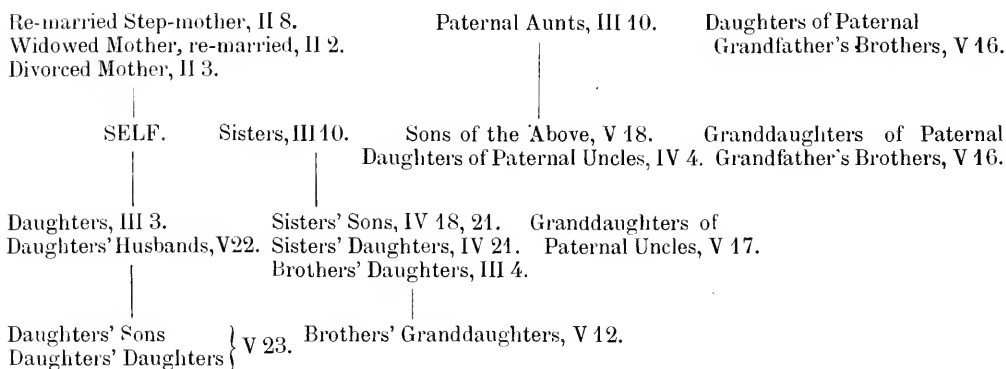 Re-married Step-mother, II 8. Paternal Aunts, III 10. Daughters of Paternal
Widowed Mother, re-married, II 2. Grandfather's Brothers, V 16.
Divorced Mother, II 3.
SELF. Sisters, III 10. Sons of the Above, V 18. Granddaughters of Paternal
Daughters of Paternal Uncles, IV 4. Grandfather's Brothers, V 16.
Daughters, III 3. Sisters' Sons, IV 18, 21. Granddaughters of
Daughters' Husbands, V 22. Sisters' Daughters, IV 21. Paternal Uncles, V 17.
Brothers' Daughters, III 4.
Daughters' Sons } V 23. Brothers' Granddaughters, V 12.
Daughters' Daughters